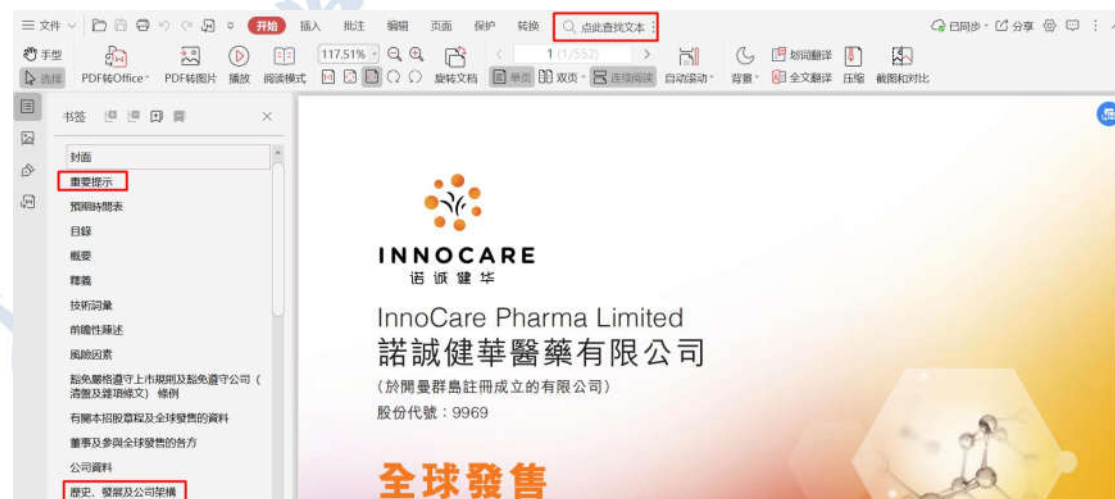 三 文件
开始 插入 批注 编辑 页面 保护 转换 点此查找文本
已同步 分享
手型
选择 PDF转Office PDF转图片 播放 阅读模式
117.51%
旋转文档
1 (1/552)
单页 双页 连续阅读 自动滚动 背景
划词翻译
全文翻译 压缩 截图和对比
书签
封面
重要提示
預期時間表
目錄
概要
釋義
技術詞彙
前瞻性陳述
風險因素
豁免嚴格遵守上市規則及豁免遵守公司（
清盤及雜項條文）條例
有關本招股章程及全球發售的資料
董事及參與全球發售的各方
公司資料
歷史、發展及公司架構
INNOCARE
诺诚健华
InnoCare Pharma Limited
諾誠健華醫藥有限公司
(於開曼群島註冊成立的有限公司)
股份代號：9969
全球發售